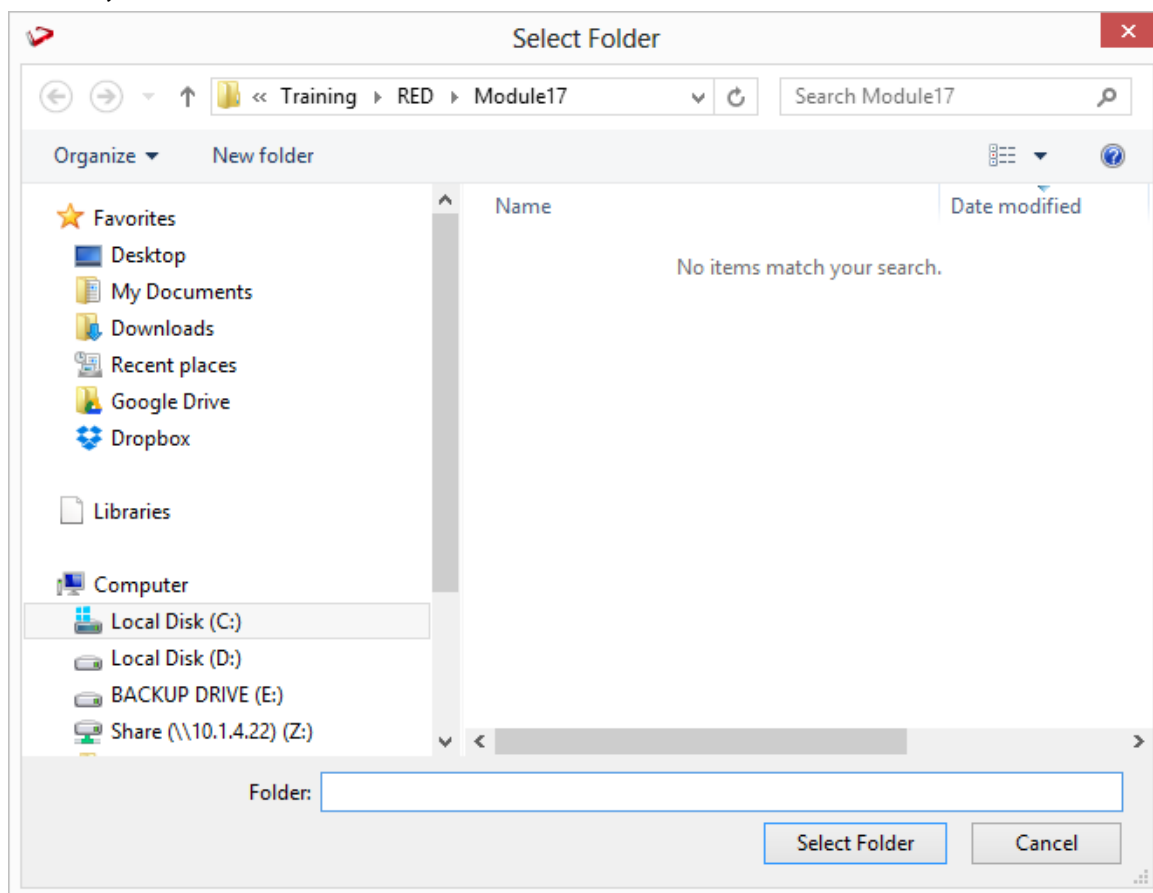 Select Folder
« Training RED Module17
Search Module17
Organize
New folder
Name
Date modified
No items match your search.
Favorites
Desktop
My Documents
Downloads
Recent places
Google Drive
Dropbox
Libraries
Computer
Local Disk (C:)
Local Disk (D:)
BACKUP DRIVE (E:)
Share (\\10.1.4.22) (Z:)
Folder:
Select Folder
Cancel